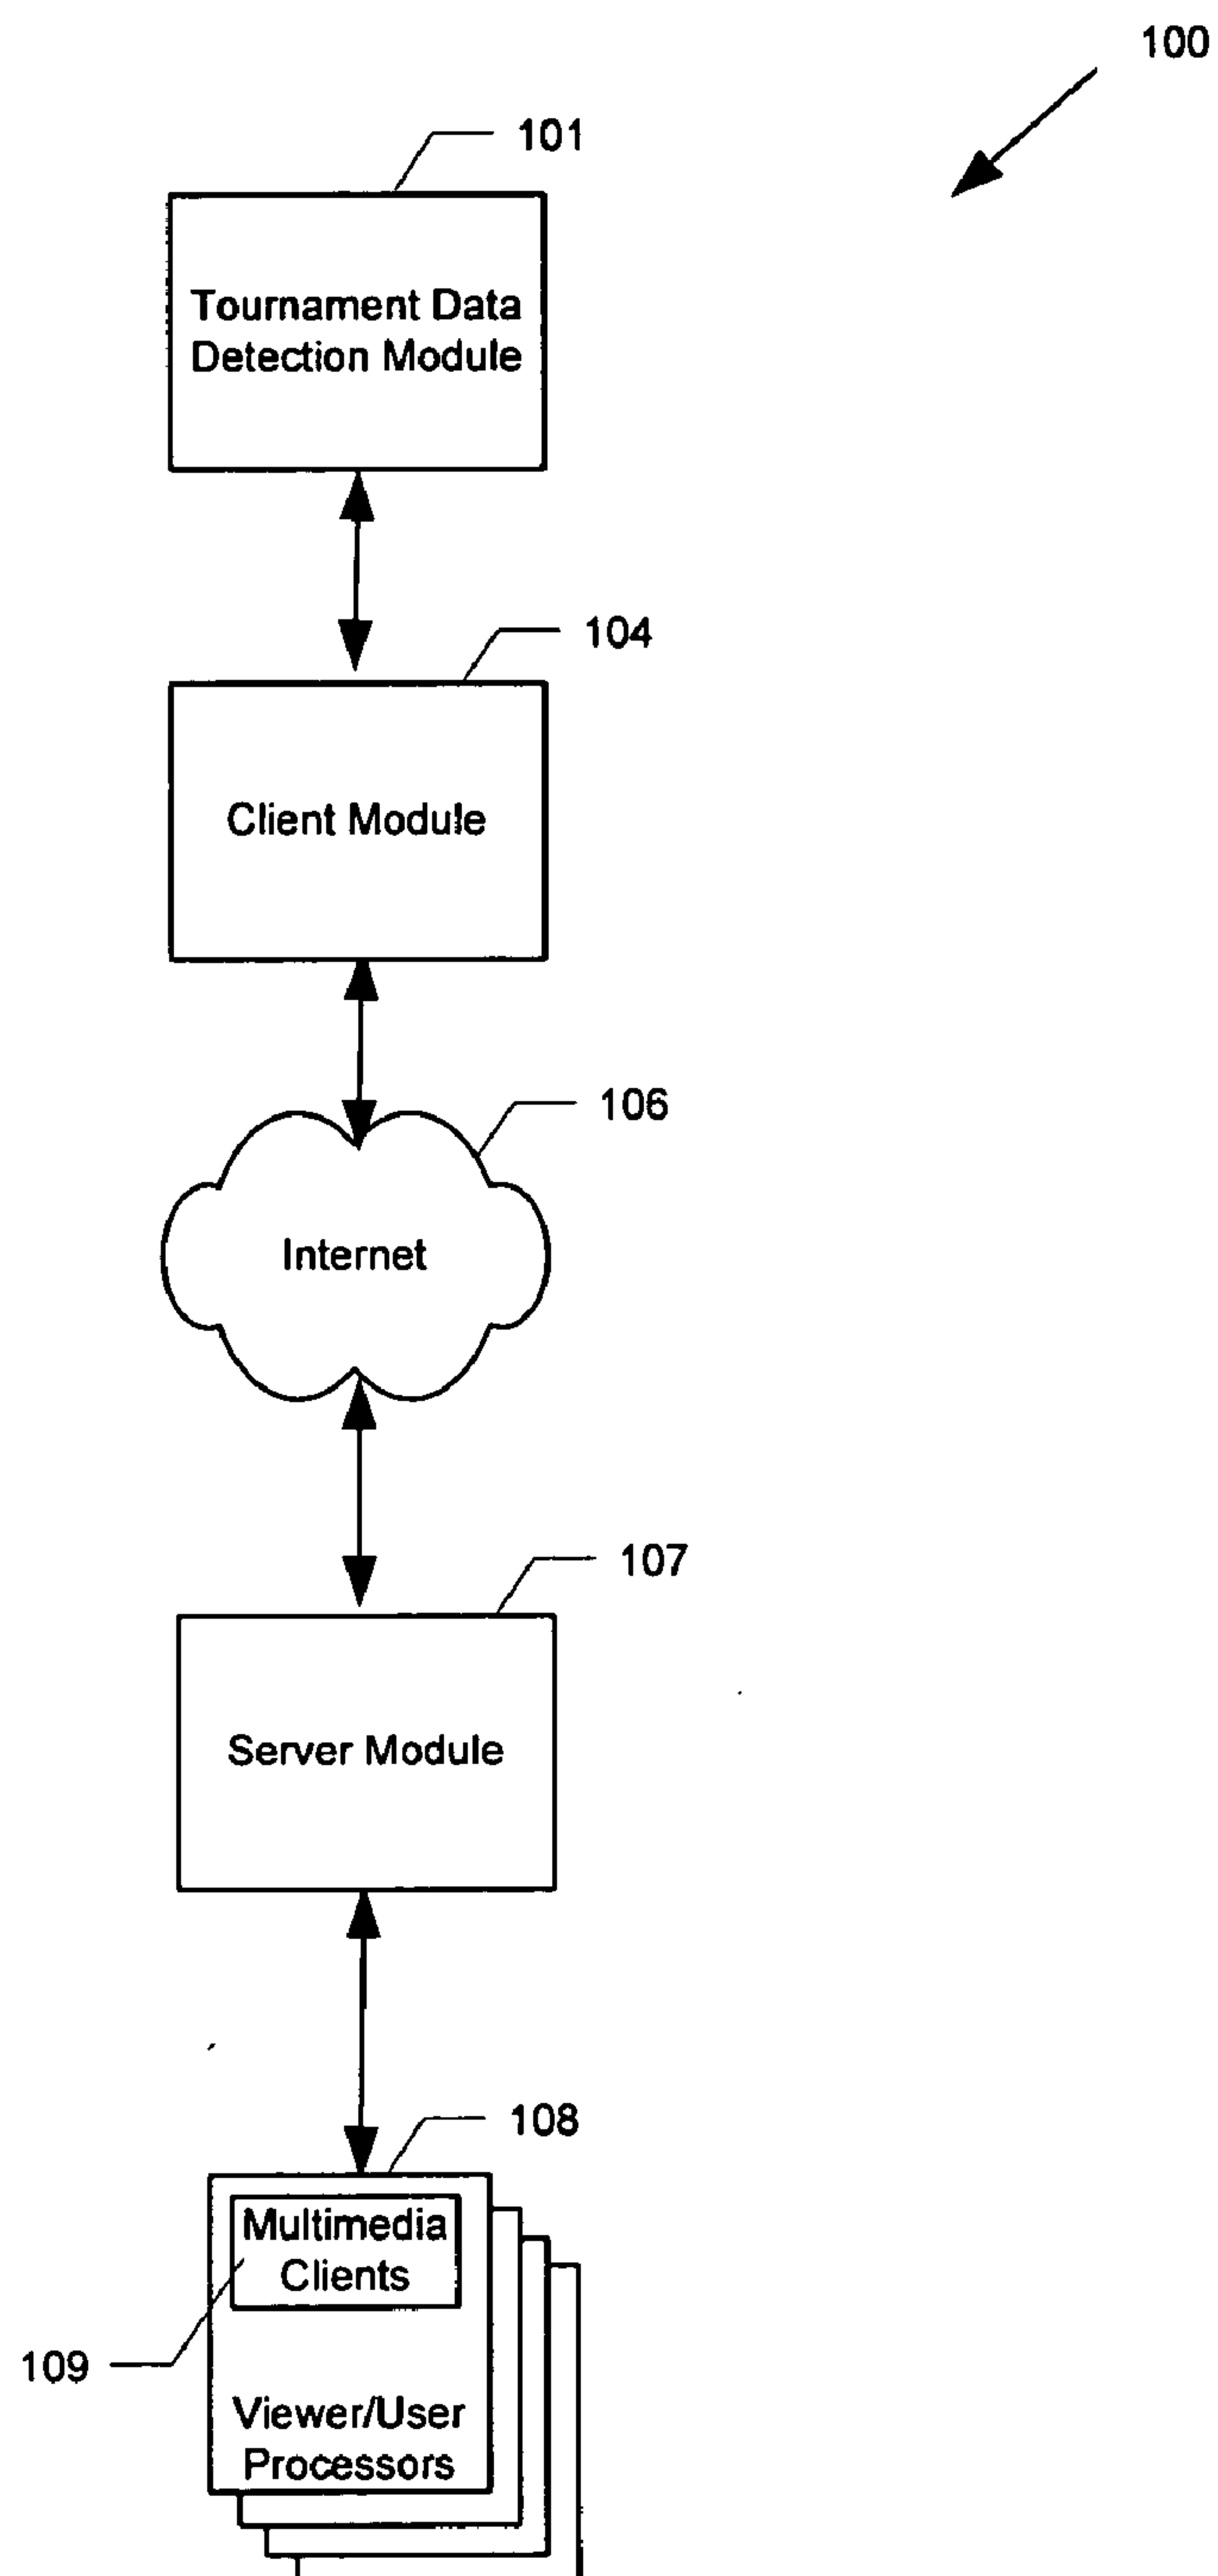 100
101
Tournament Data
Detection Module
104
Client Module
106
Internet
107
Server Module
108
Multimedia
Clients
109
Viewer/User
Processors